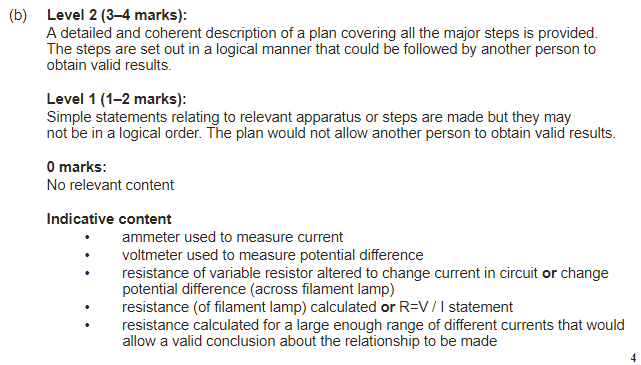 (b) Level 2 (3–4 marks):
A detailed and coherent description of a plan covering all the major steps is provided.
The steps are set out in a logical manner that could be followed by another person to
obtain valid results.
Level 1 (1–2 marks):
Simple statements relating to relevant apparatus or steps are made but they may
not be in a logical order. The plan would not allow another person to obtain valid results.
0 marks:
No relevant content
Indicative content
• ammeter used to measure current
• voltmeter used to measure potential difference
• resistance of variable resistor altered to change current in circuit or change
potential difference (across filament lamp)
• resistance (of filament lamp) calculated or R=V / I statement
• resistance calculated for a large enough range of different currents that would
allow a valid conclusion about the relationship to be made
4